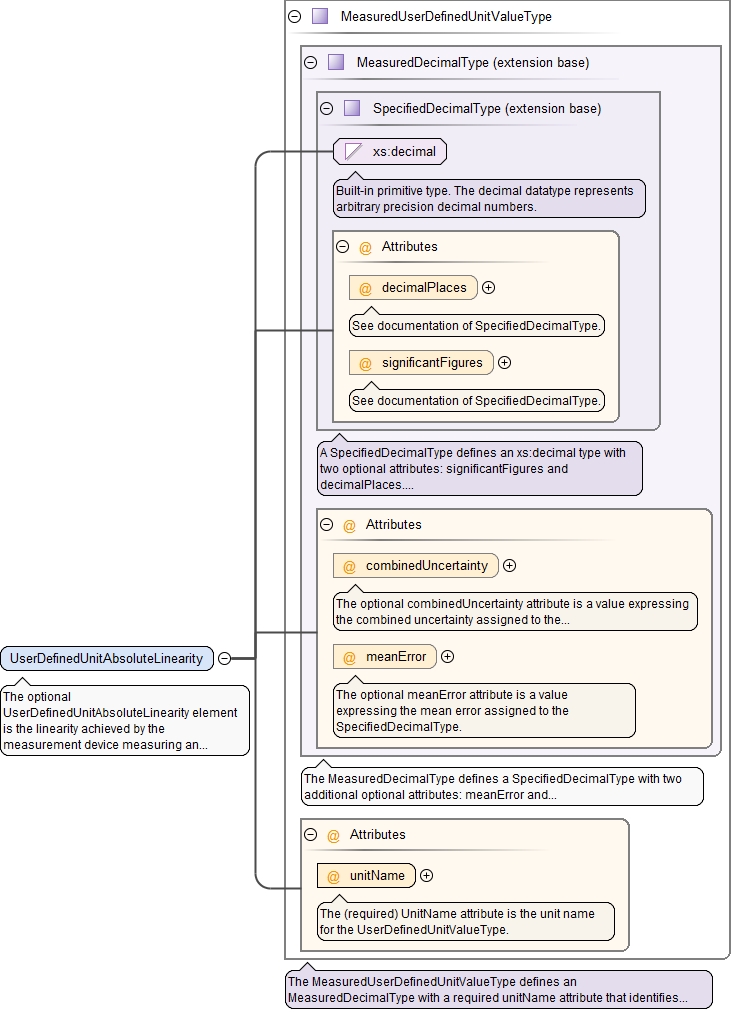 MeasuredUserDefinedUnitValueType
MeasuredDecimalType (extension base)
SpecifiedDecimalType (extension base)
xs:decimal
Built-in primitive type. The decimal datatype represents
arbitrary precision decimal numbers.
@ Attributes
@ decimalPlaces
See documentation of SpecifiedDecimalType.
@ significantFigures
See documentation of SpecifiedDecimalType.
A SpecifiedDecimalType defines an xs:decimal type with
two optional attributes: significantFigures and
decimalPlaces....
@ Attributes
@ combinedUncertainty
The optional combinedUncertainty attribute is a value expressing
the combined uncertainty assigned to the...
@ meanError
The optional meanError attribute is a value
expressing the mean error assigned to the
SpecifiedDecimalType.
UserDefinedUnitAbsoluteLinearity
The optional
UserDefinedUnitAbsoluteLinearity element
is the linearity achieved by the
measurement device measuring an...
The MeasuredDecimalType defines a SpecifiedDecimalType with two
additional optional attributes: meanError and...
@ Attributes
@ unitName
The (required) UnitName attribute is the unit name
for the UserDefinedUnitValueType.
The MeasuredUserDefinedUnitValueType defines an
MeasuredDecimalType with a required unitName attribute that identifies...